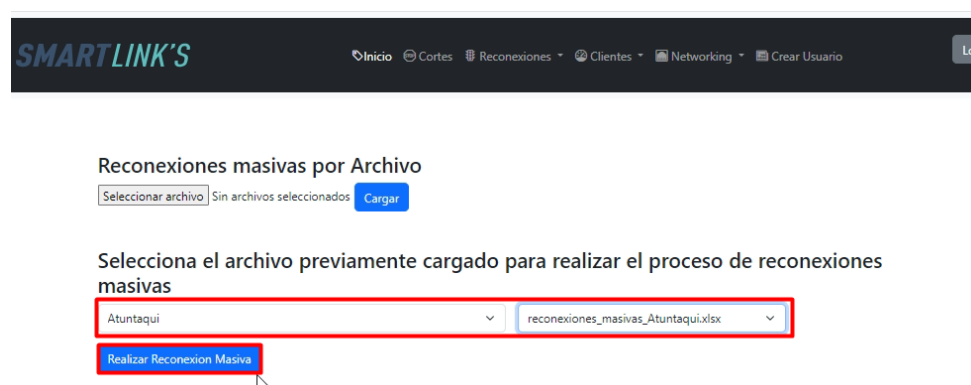 SMARTLINK'S
Inicio Cortes Reconexiones Clientes Networking Crear Usuario
Reconexiones masivas por Archivo
Seleccionar archivo Sin archivos seleccionados Cargar
Selecciona el archivo previamente cargado para realizar el proceso de reconexiones
masivas
Atuntaqui reconexiones_masivas_Atuntaqui.xlsx
Realizar Reconexion Masiva